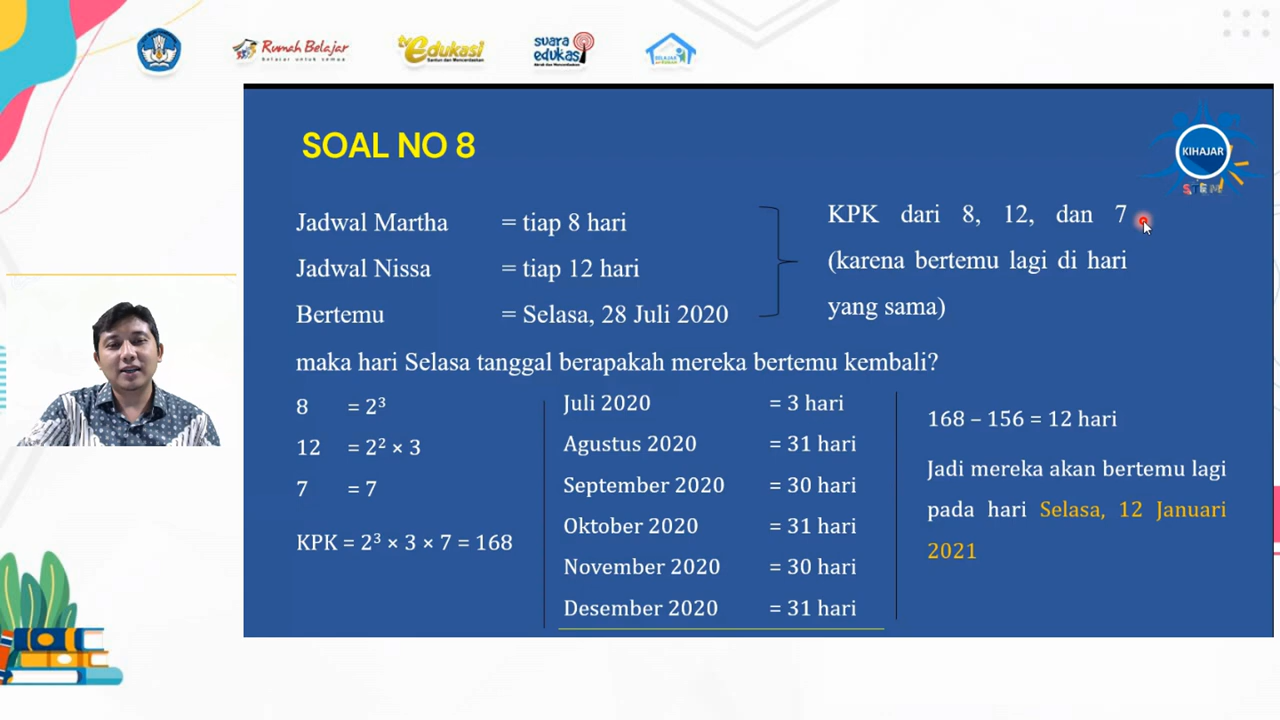 Rumah Belajar
belajar untuk semua
tv Edukasi
Santun dan Mencerdaskan
suara
edukasi
BELAJAR
SOAL NO 8
KIHAJAR
STEM
Jadwal Martha = tiap 8 hari
Jadwal Nissa = tiap 12 hari
Bertemu = Selasa, 28 Juli 2020
KPK dari 8, 12, dan 7
(karena bertemu lagi di hari
yang sama)
maka hari Selasa tanggal berapakah mereka bertemu kembali?
8 = 2³
12 = 2² × 3
7 = 7
KPK = 2³ × 3 × 7 = 168
Juli 2020 = 3 hari
Agustus 2020 = 31 hari
September 2020 = 30 hari
Oktober 2020 = 31 hari
November 2020 = 30 hari
Desember 2020 = 31 hari
168 – 156 = 12 hari
Jadi mereka akan bertemu lagi
pada hari Selasa, 12 Januari
2021